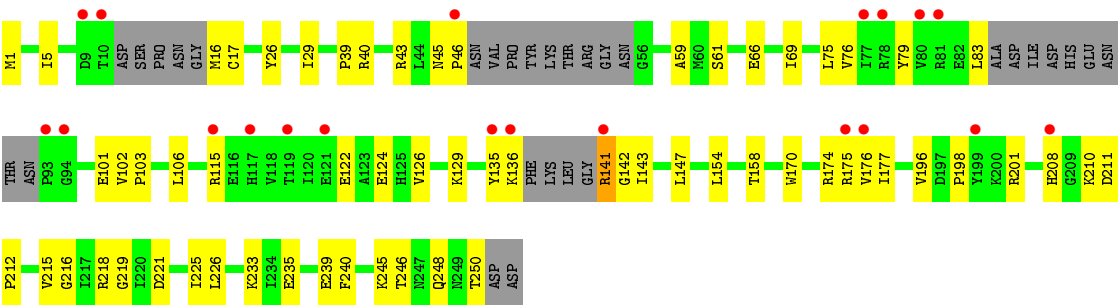 M1 I5 D9 T10 ASP SER PRO ASN GLY M16 C17 Y26 I29 P39 R40 R43 L44 N45 P46 ASN VAL PRO TYR LYS THR ARG GLY ASN G56 A59 M60 S61 E66 I69 L75 V76 I77 R78 Y79 V80 R81 E82 L83 ALA ASP ILE ASP HIS GLU ASN
THR ASN P93 G94 E101 V102 P103 L106 R115 E116 H117 V118 T119 I120 E121 E122 A123 E124 H125 V126 K129 Y135 K136 PHE LYS LEU GLY R141 G142 I143 L147 L154 T158 W170 R174 R175 V176 I177 V196 D197 P198 Y199 K200 R201 H208 G209 K210 D211
P212 V215 G216 I217 R218 G219 I220 D221 I225 L226 K233 I234 E235 E239 F240 K245 T246 N247 Q248 N249 T250 ASP ASP